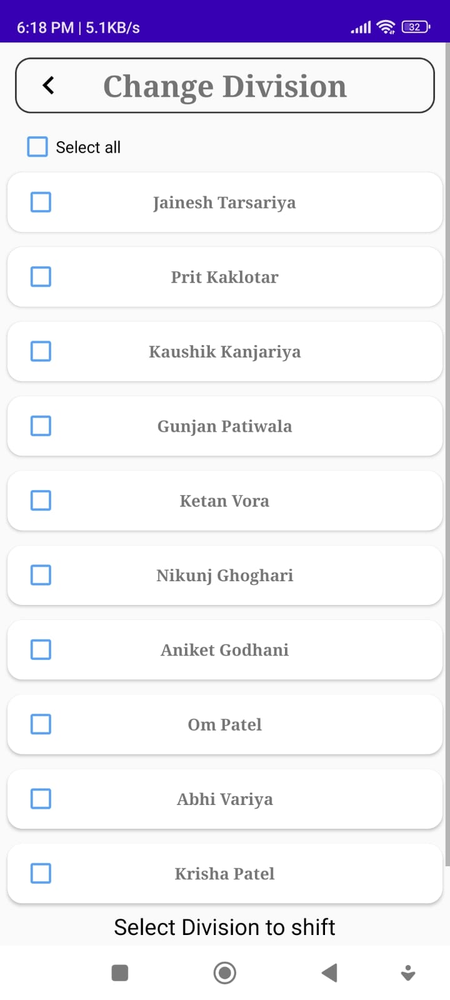 6:18 PM | 5.1KB/s 32
Change Division
Select all
Jainesh Tarsariya
Prit Kaklotar
Kaushik Kanjariya
Gunjan Patiwala
Ketan Vora
Nikunj Ghoghari
Aniket Godhani
Om Patel
Abhi Variya
Krisha Patel
Select Division to shift